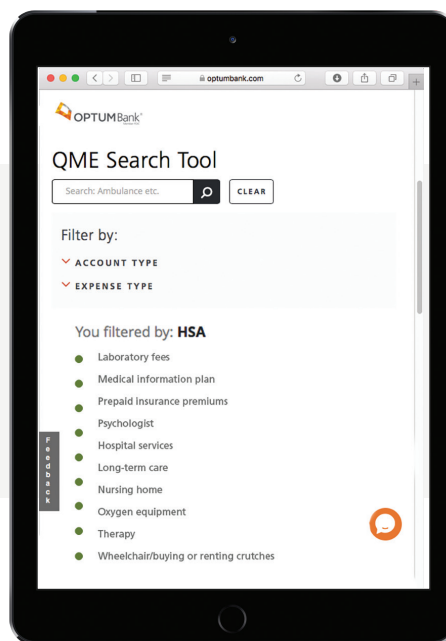 optumbank.com
OPTUMBank®
QME Search Tool
Search: Ambulance etc.
CLEAR
Filter by:
ACCOUNT TYPE
EXPENSE TYPE
You filtered by: HSA
Laboratory fees
Medical information plan
Prepaid insurance premiums
Psychologist
Hospital services
Long-term care
Nursing home
Oxygen equipment
Therapy
Wheelchair/buying or renting crutches
Feedback